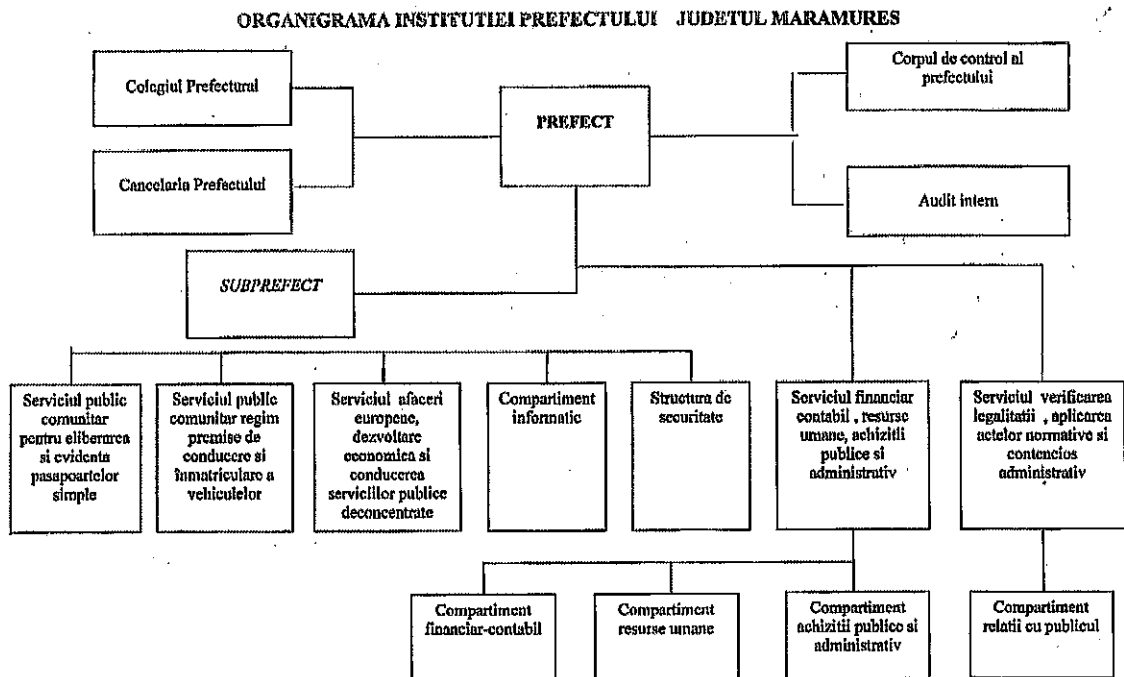 ORGANIGRAMA INSTITUTIEI PREFECTULUI JUDETUL MARAMURES
Colegiul Prefectural
Cancelaria Prefectului
PREFECT
Corpul de control al
prefectului
Audit intern
SUBPREFECT
Serviciul public
comunitar
pentru eliberarea
si evidenta
pasapoartelor
simple
Serviciul public
comunitar regim
premise de
conducere si
înmatriculare a
vehiculelor
Serviciul afaceri
europene,
dezvoltare
economica si
conducerea
serviciilor publice
deconcentrate
Compartiment
informatic
Structura de
securitate
Serviciul financiar
contabil , resurse
umane, achizitii
publice si
administrativ
Serviciul verificarea
legalitatii , aplicarea
actelor normative si
contencios
administrativ
Compartiment
financiar-contabil
Compartiment
resurse umane
Compartiment
achizitii publice si
administrativ
Compartiment
relatii cu publicul